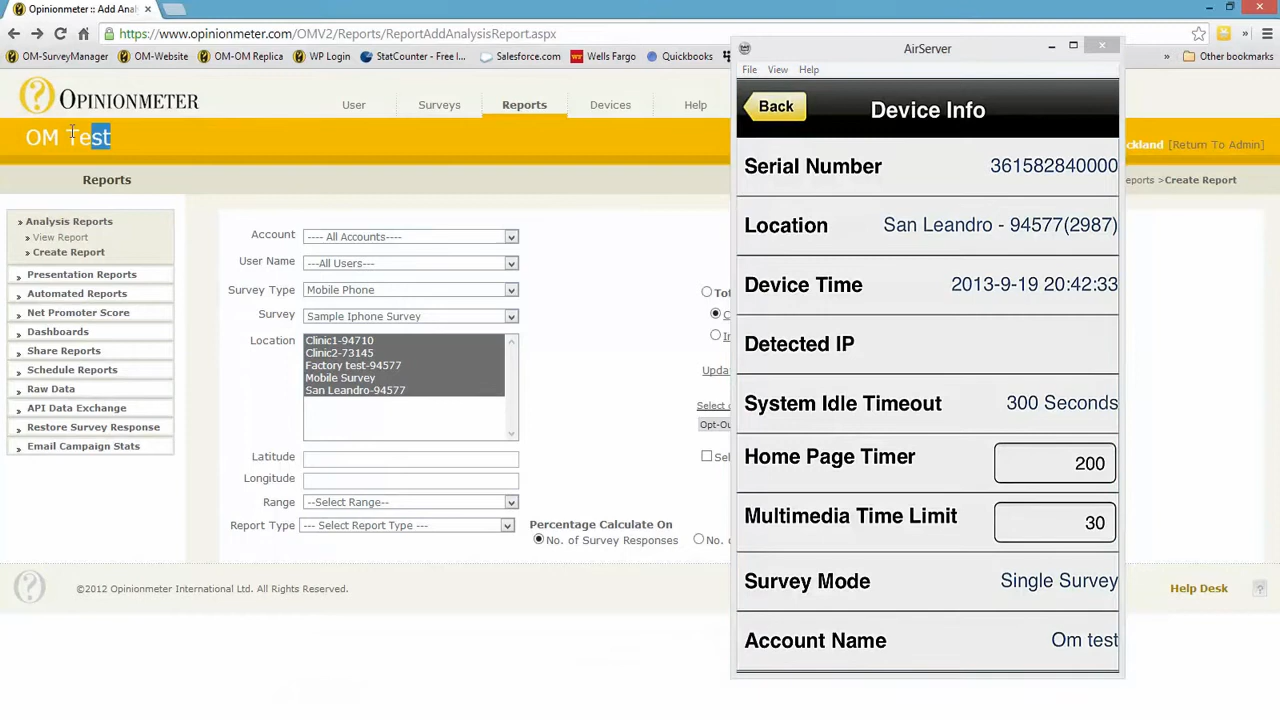 Opinionmeter :: Add Analy
https://www.opinionmeter.com/OMV2/Reports/ReportAddAnalysisReport.aspx
OM-SurveyManager
OM-Website
OM-OM Replica
WP Login
StatCounter - Free I...
Salesforce.com
Wells Fargo
Quickbooks
»
Other bookmarks
OPINIONMETER
User
Surveys
Reports
Devices
Help
OM Test
ckland [Return To Admin]
Reports
eports >Create Report
Analysis Reports
View Report
Create Report
Presentation Reports
Automated Reports
Net Promoter Score
Dashboards
Share Reports
Schedule Reports
Raw Data
API Data Exchange
Restore Survey Response
Email Campaign Stats
Account ---- All Accounts----
User Name ---All Users---
Survey Type Mobile Phone
Survey Sample Iphone Survey
Location
Clinic1-94710
Clinic2-73145
Factory test-94577
Mobile Survey
San Leandro-94577
Latitude
Longitude
Range --Select Range--
Report Type --- Select Report Type ---
Tot
C
In
Upda
Select
Opt-Ou
Sel
Percentage Calculate On
No. of Survey Responses
No.
©2012 Opinionmeter International Ltd. All Rights Reserved.
Help Desk ?
AirServer
File View Help
Back
Device Info
Serial Number 361582840000
Location San Leandro - 94577(2987)
Device Time 2013-9-19 20:42:33
Detected IP
System Idle Timeout 300 Seconds
Home Page Timer 200
Multimedia Time Limit 30
Survey Mode Single Survey
Account Name Om test